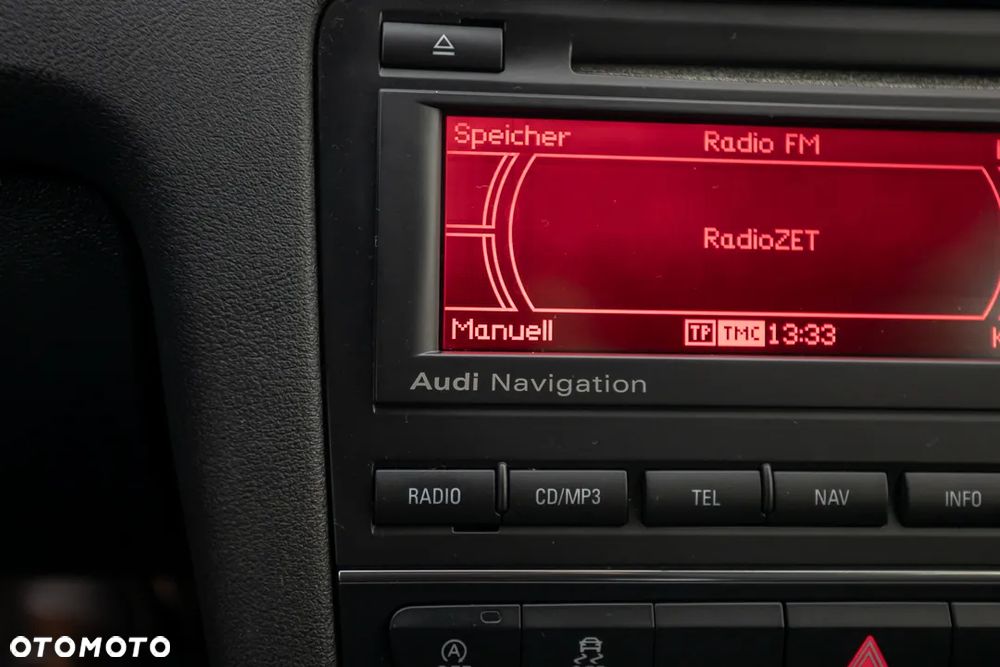 Speicher Radio FM
RadioZET
Manuell TP TMC 13:33
Audi Navigation
RADIO CD/MP3 TEL NAV INFO
A
OTOMOTO